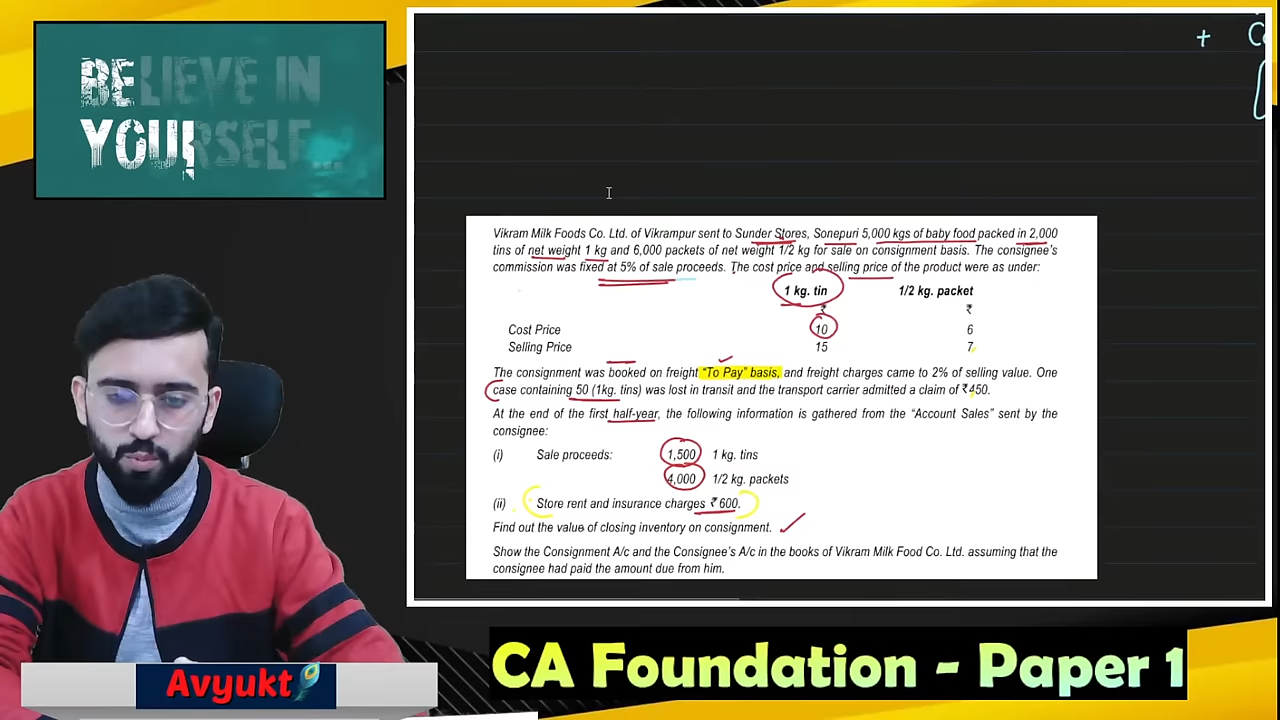 BELIEVE IN
YOURSELF...
+
Vikram Milk Foods Co. Ltd. of Vikrampur sent to Sunder Stores, Sonepuri 5,000 kgs of baby food packed in 2,000
tins of net weight 1 kg and 6,000 packets of net weight 1/2 kg for sale on consignment basis. The consignee's
commission was fixed at 5% of sale proceeds. The cost price and selling price of the product were as under:
1 kg. tin 1/2 kg. packet
₹ ₹
Cost Price 10 6
Selling Price 15 7
The consignment was booked on freight "To Pay" basis, and freight charges came to 2% of selling value. One
case containing 50 (1kg. tins) was lost in transit and the transport carrier admitted a claim of ₹450.
At the end of the first half-year, the following information is gathered from the "Account Sales" sent by the
consignee:
(i) Sale proceeds: 1,500 1 kg. tins
4,000 1/2 kg. packets
(ii) Store rent and insurance charges ₹ 600.
Find out the value of closing inventory on consignment.
Show the Consignment A/c and the Consignee's A/c in the books of Vikram Milk Food Co. Ltd. assuming that the
consignee had paid the amount due from him.
CA Foundation - Paper 1
Avyukt